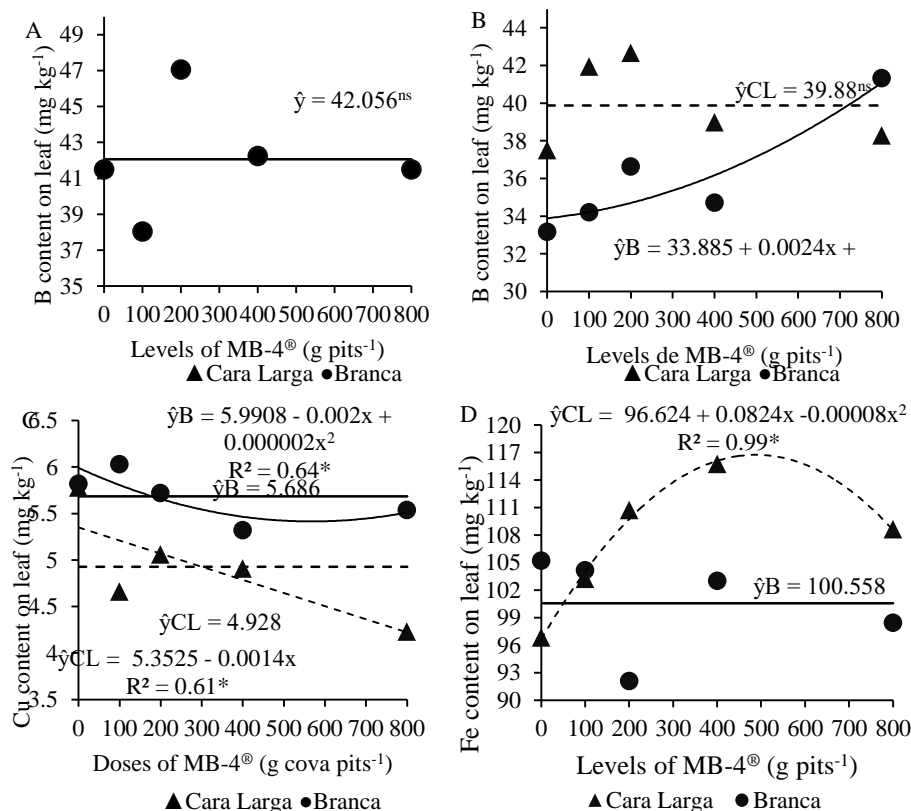 A
B content on leaf (mg kg-1)
47
45
43
41
39
37
35
ŷ = 42.056ns
0 100 200 300 400 500 600 700 800
Levels of MB-4® (g pits-1)
B
B content on leaf (mg kg-1)
44
42
40
38
36
34
32
30
ŷCL = 39.88ns
ŷB = 33.885 + 0.0024x +
0 100 200 300 400 500 600 700 800
Levels de MB-4® (g pits-1)
▲Cara Larga ●Branca
C
Cu content on leaf (mg kg-1)
6.5
6
5.5
5
4.5
4
3.5
ŷB = 5.9908 - 0.002x +
0.000002x2
R² = 0.64*
ŷB = 5.686
ŷCL = 4.928
ŷCL = 5.3525 - 0.0014x
R² = 0.61*
0 100 200 300 400 500 600 700 800
Doses of MB-4® (g cova pits-1)
▲Cara Larga ●Branca
D
Fe content on leaf (mg kg-1)
120
117
114
111
108
105
102
99
96
93
90
ŷCL = 96.624 + 0.0824x -0.00008x2
R² = 0.99*
ŷB = 100.558
0 100 200 300 400 500 600 700 800
Levels of MB-4® (g pits-1)
▲Cara Larga ●Branca